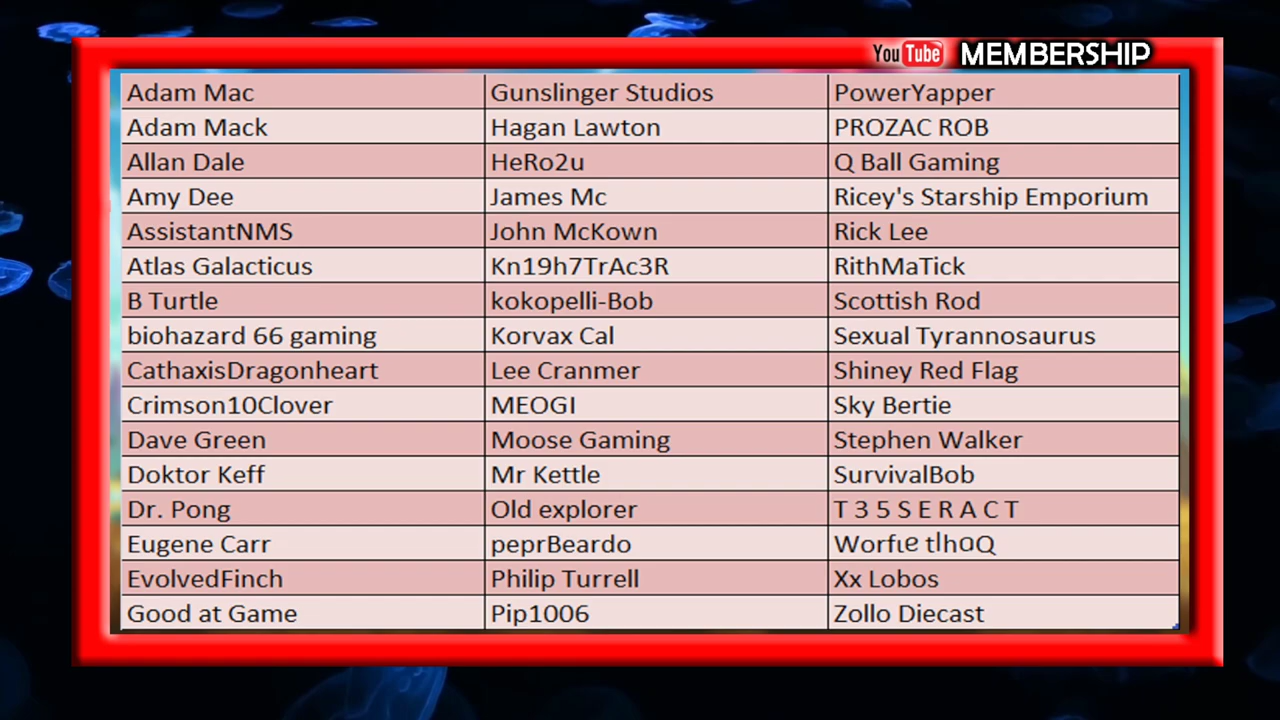 YouTube MEMBERSHIP
Adam Mac Gunslinger Studios PowerYapper
Adam Mack Hagan Lawton PROZAC ROB
Allan Dale HeRo2u Q Ball Gaming
Amy Dee James Mc Ricey's Starship Emporium
AssistantNMS John McKown Rick Lee
Atlas Galacticus Kn19h7TrAc3R RithMaTick
B Turtle kokopelli-Bob Scottish Rod
biohazard 66 gaming Korvax Cal Sexual Tyrannosaurus
CathaxisDragonheart Lee Cranmer Shiney Red Flag
Crimson10Clover MEOGI Sky Bertie
Dave Green Moose Gaming Stephen Walker
Doktor Keff Mr Kettle SurvivalBob
Dr. Pong Old explorer T 3 5 S E R A C T
Eugene Carr peprBeardo Worfɩɐ tlhɑQ
EvolvedFinch Philip Turrell Xx Lobos
Good at Game Pip1006 Zollo Diecast